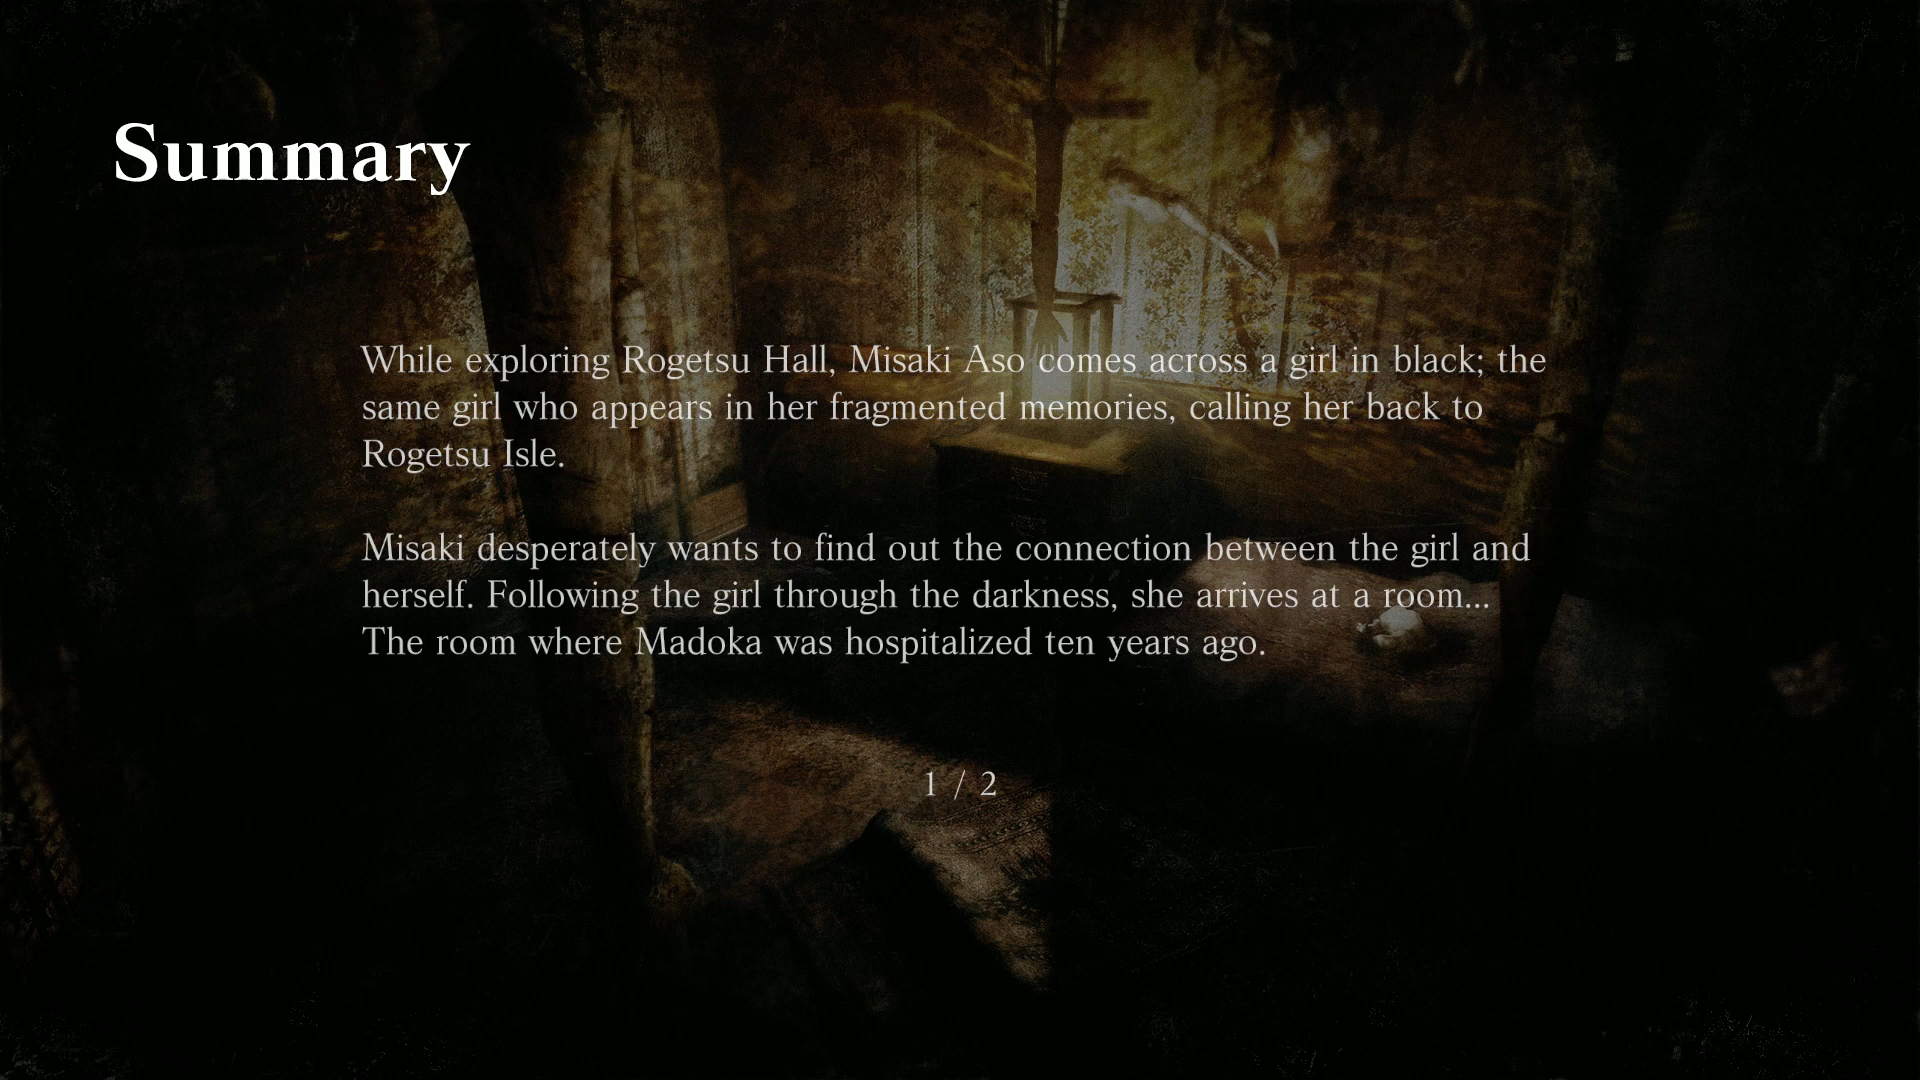 Summary
While exploring Rogetsu Hall, Misaki Aso comes across a girl in black; the
same girl who appears in her fragmented memories, calling her back to
Rogetsu Isle.
Misaki desperately wants to find out the connection between the girl and
herself. Following the girl through the darkness, she arrives at a room...
The room where Madoka was hospitalized ten years ago.
1 / 2